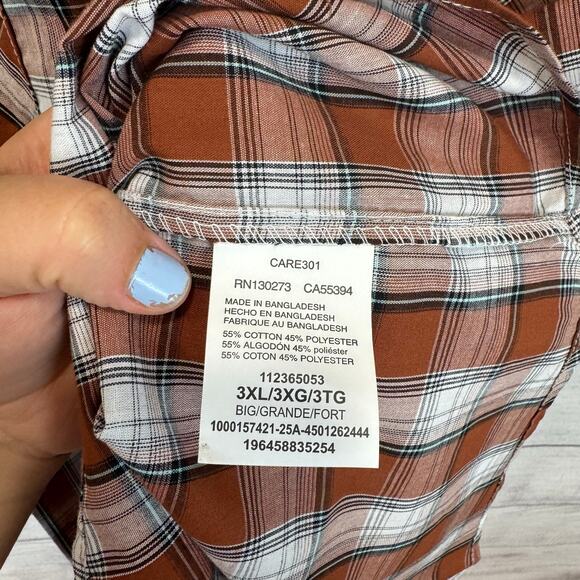 CARE301
RN130273 CA55394
MADE IN BANGLADESH
HECHO EN BANGLADESH
FABRIQUE AU BANGLADESH
55% COTTON 45% POLYESTER
55% ALGODÓN 45% poliéster
55% COTON 45% POLYESTER
112365053
3XL/3XG/3TG
BIG/GRANDE/FORT
1000157421-25A-4501262444
196458835254